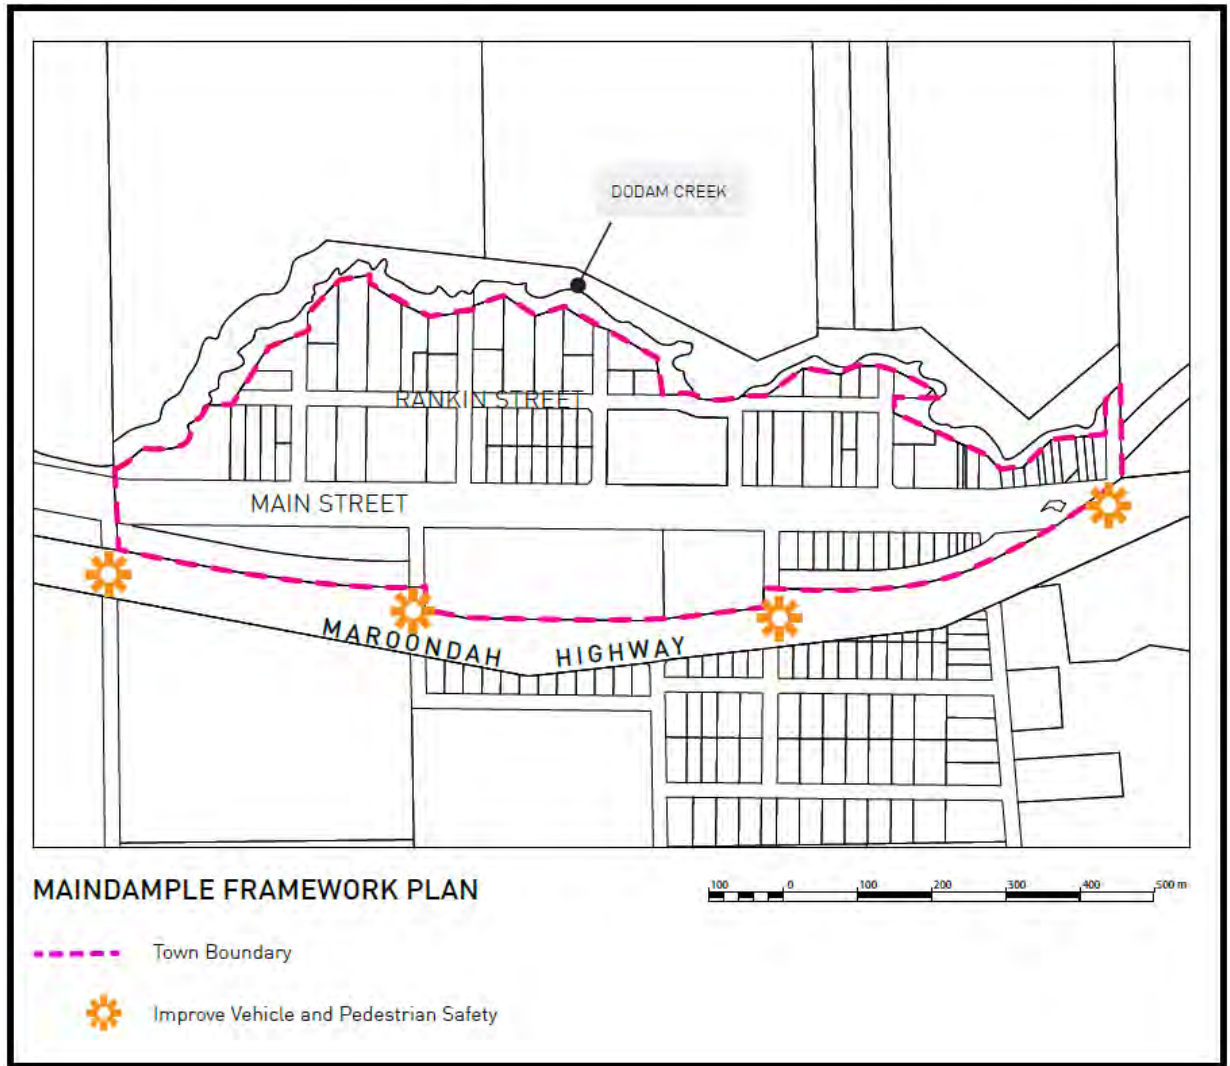 DODAM CREEK
RANKIN STREET
MAIN STREET
MAROONDAH HIGHWAY
MAINDAMPLE FRAMEWORK PLAN
100 0 100 200 300 400 500 m
Town Boundary
Improve Vehicle and Pedestrian Safety